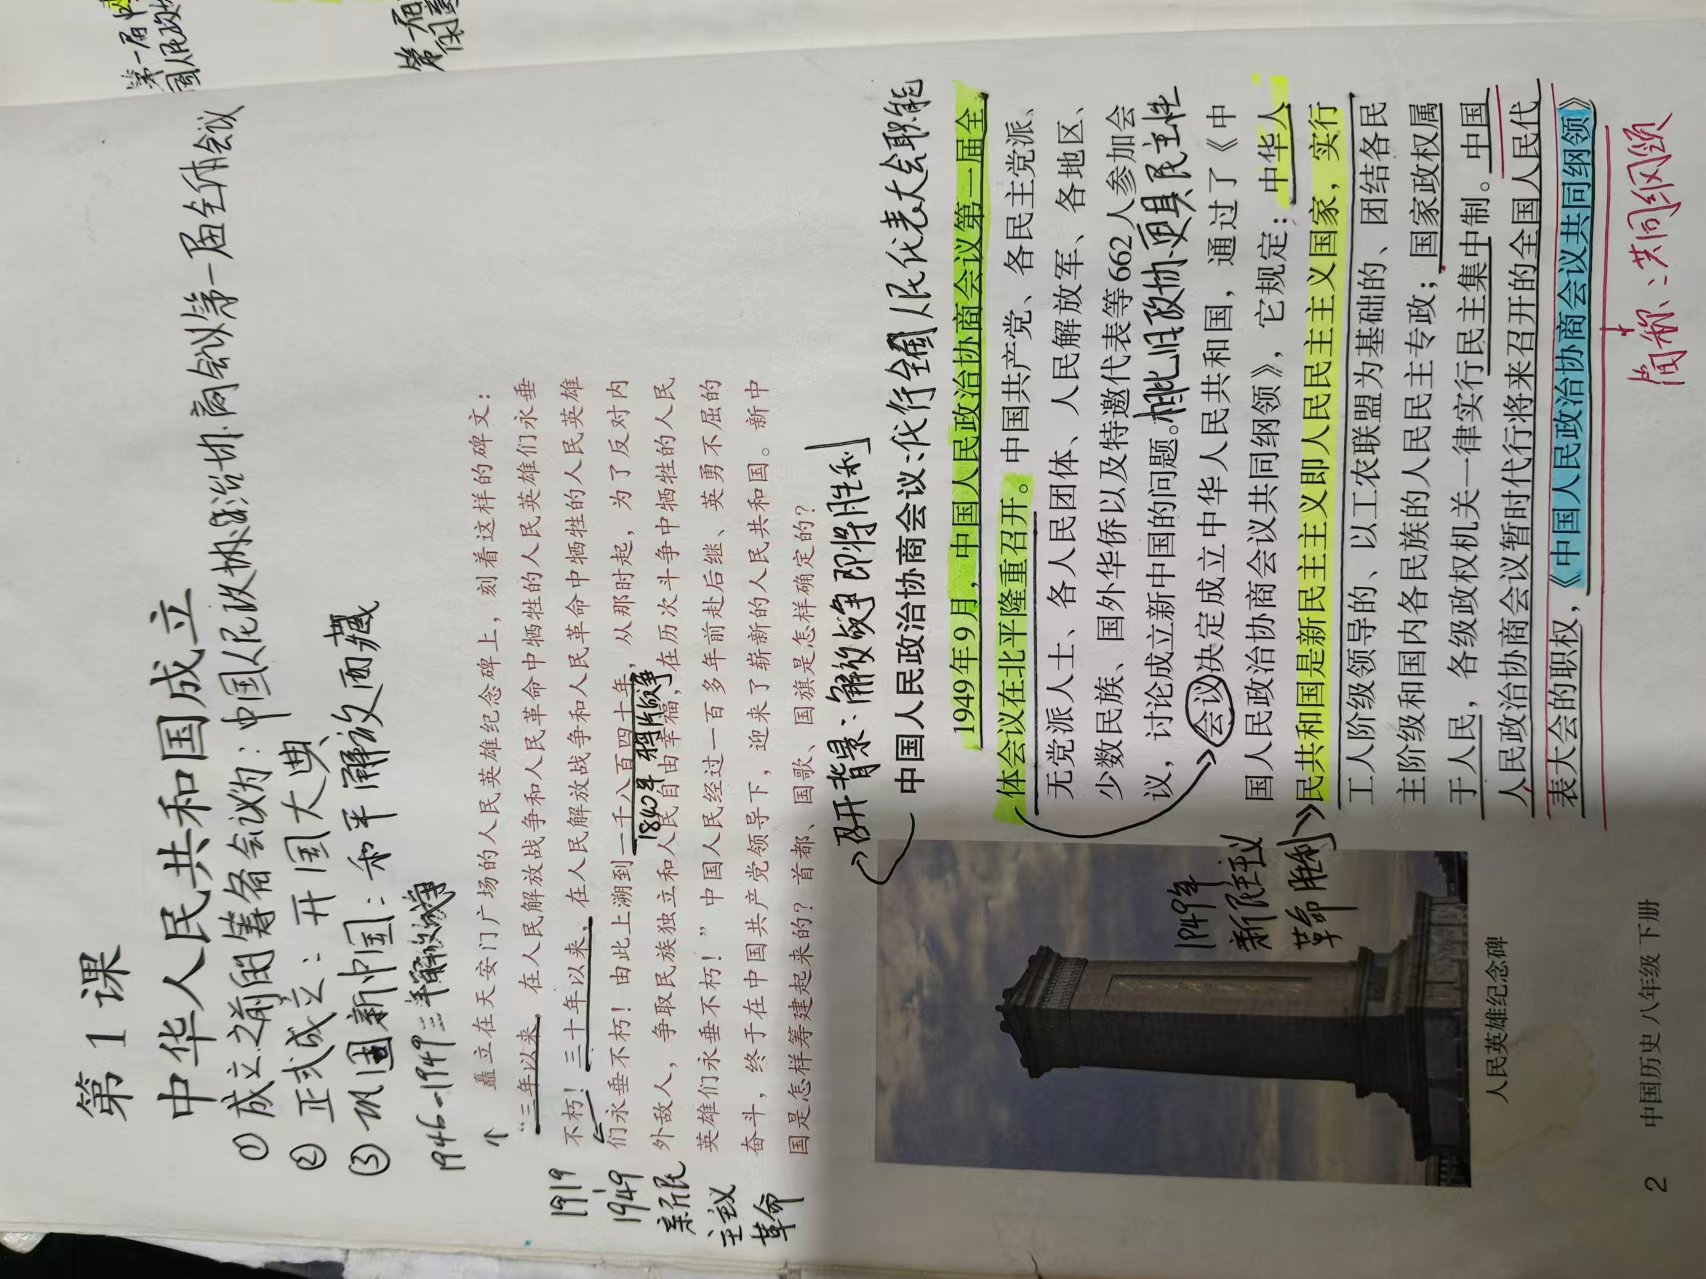 第1课
中华人民共和国成立
①成立之前的筹备会议为：中国人民政协政治协商会议第一届全体会议
②正式成立：开国大典
③巩固新中国：和平解放西藏
1946-1949三年解放战争
矗立在天安门广场的人民英雄纪念碑上，刻着这样的碑文：
“三年以来，在人民解放战争和人民革命中牺牲的人民英雄们永垂
不朽！三十年以来，在人民解放战争和人民革命中牺牲的人民英雄
们永垂不朽！由此上溯到一千八百四十年，从那时起，为了反对内
1840年 鸦片战争
外敌人，争取民族独立和人民自由幸福，在历次斗争中牺牲的人民
英雄们永垂不朽！”中国人民经过一百多年前赴后继、英勇不屈的
奋斗，终于在中国共产党领导下，迎来了崭新的人民共和国。新中
国是怎样筹建起来的？首都、国歌、国旗是怎样确定的？
1919
-
1949
新民
主主义
革命
召开背景：解放战争即将胜利
中国人民政治协商会议：代行全国人民代表大会职能
1949年9月，中国人民政治协商会议第一届全
体会议在北平隆重召开。中国共产党、各民主党派、
无党派人士、各人民团体、人民解放军、各地区、
少数民族、国外华侨以及特邀代表等662人参加会
议，讨论成立新中国的问题。相比旧政协更具民主性
会议决定成立中华人民共和国，通过了《中
国人民政治协商会议共同纲领》，它规定：中华人
民共和国是新民主主义即人民民主主义国家，实行
工人阶级领导的、以工农联盟为基础的、团结各民
主阶级和国内各民族的人民民主专政；国家政权属
于人民，各级政权机关一律实行民主集中制。中国
人民政治协商会议暂时代行将来召开的全国人民代
表大会的职权，《中国人民政治协商会议共同纲领》
简称：共同纲领
1949年
新民主主义
革命胜利
人民英雄纪念碑
2 中国历史 八年级 下册
第一届中
国人民政协
第一届